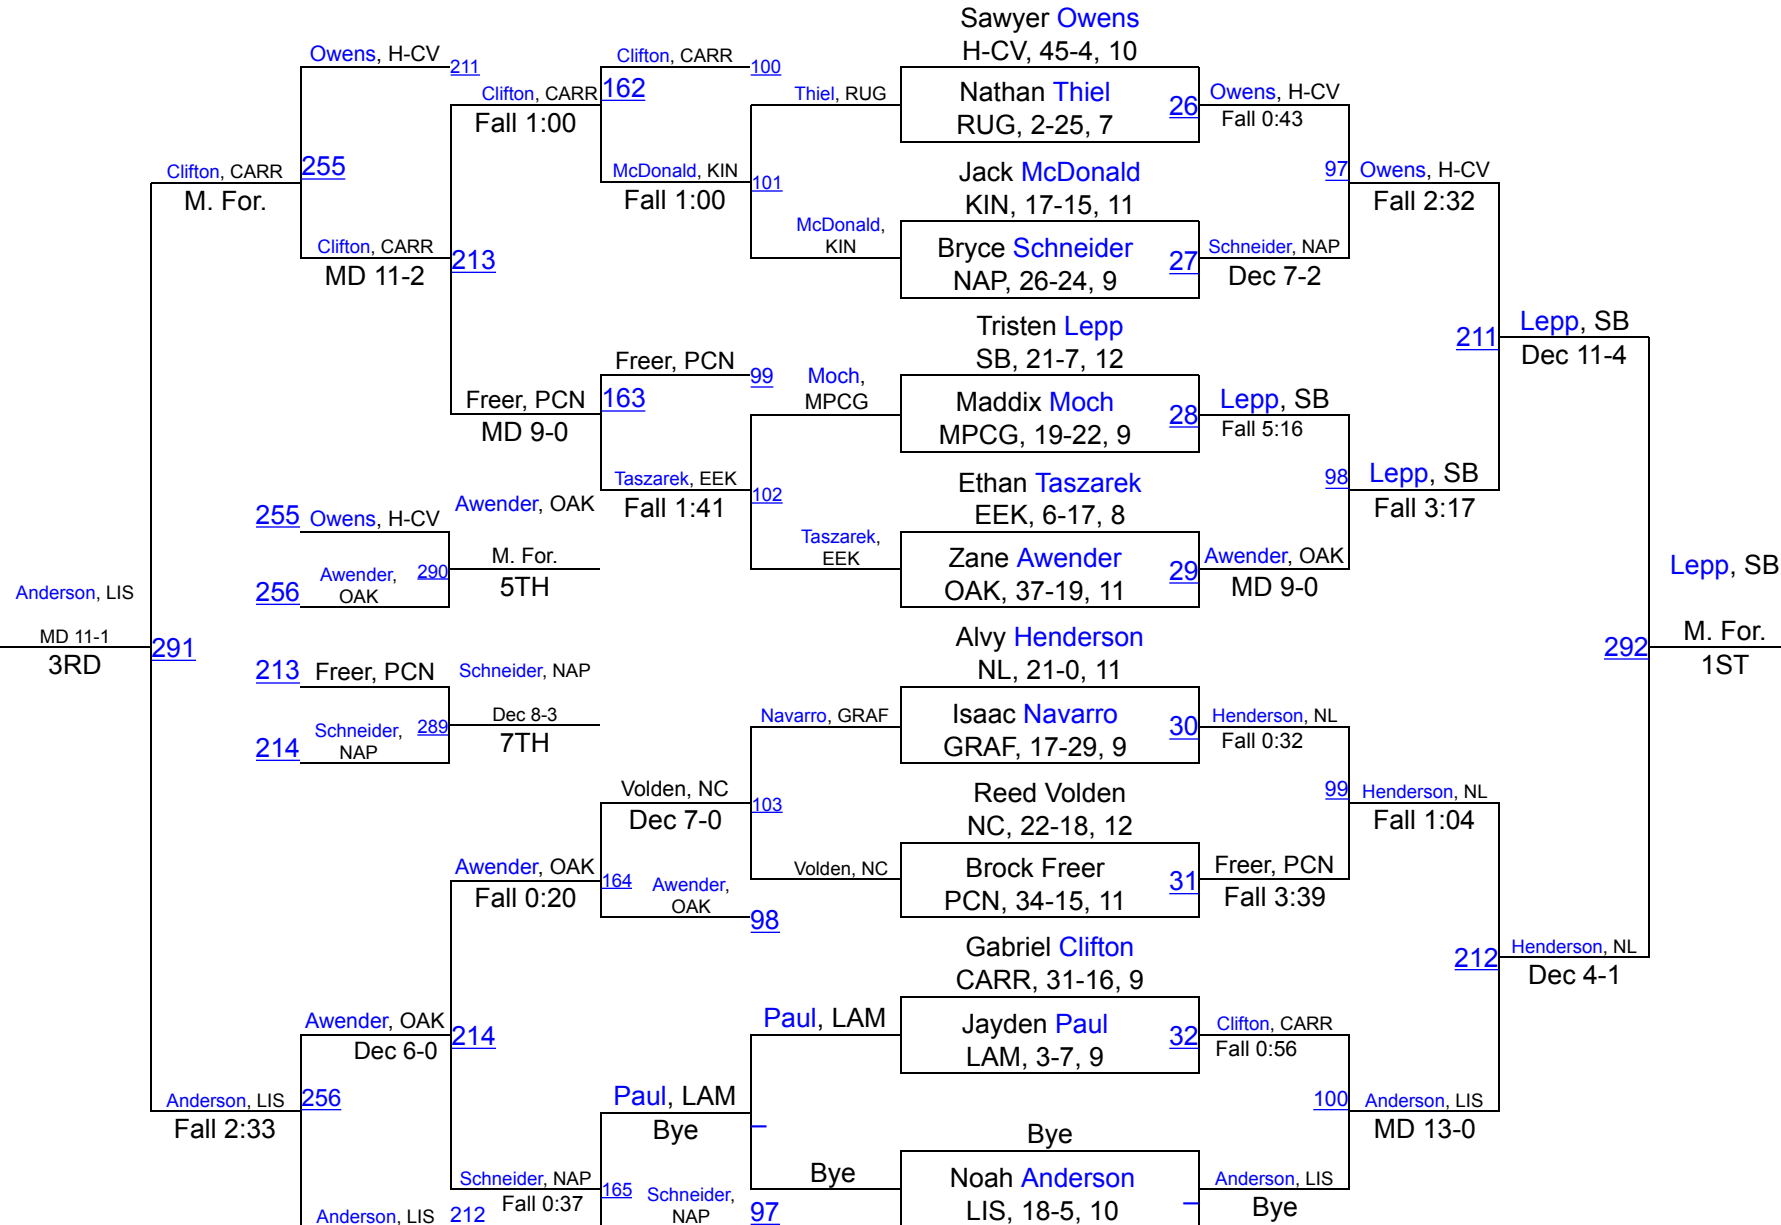 Sawyer Owens
H-CV, 45-4, 10
Owens, H-CV
211
Clifton, CARR
100
Clifton, CARR
162
Fall 1:00
Thiel, RUG
Nathan Thiel
RUG, 2-25, 7
26
Owens, H-CV
Fall 0:43
Clifton, CARR
M. For.
255
McDonald, KIN
Fall 1:00
101
Jack McDonald
KIN, 17-15, 11
97
Owens, H-CV
Fall 2:32
Clifton, CARR
MD 11-2
213
McDonald,
KIN
Bryce Schneider
NAP, 26-24, 9
27
Schneider, NAP
Dec 7-2
Tristen Lepp
SB, 21-7, 12
211
Lepp, SB
Dec 11-4
Freer, PCN
99
Freer, PCN
MD 9-0
163
Moch,
MPCG
Maddix Moch
MPCG, 19-22, 9
28
Lepp, SB
Fall 5:16
Taszarek, EEK
Fall 1:41
102
Ethan Taszarek
EEK, 6-17, 8
98
Lepp, SB
Fall 3:17
255
Owens, H-CV
Awender, OAK
M. For.
5TH
256
Awender,
OAK
290
Taszarek,
EEK
Zane Awender
OAK, 37-19, 11
29
Awender, OAK
MD 9-0
Anderson, LIS
MD 11-1
3RD
291
Lepp, SB
292
M. For.
1ST
Alvy Henderson
NL, 21-0, 11
213
Freer, PCN
Schneider, NAP
Dec 8-3
7TH
214
Schneider,
NAP
289
Navarro, GRAF
Isaac Navarro
GRAF, 17-29, 9
30
Henderson, NL
Fall 0:32
Volden, NC
Dec 7-0
103
Reed Volden
NC, 22-18, 12
99
Henderson, NL
Fall 1:04
Awender, OAK
Fall 0:20
164
Awender,
OAK
98
Volden, NC
Brock Freer
PCN, 34-15, 11
31
Freer, PCN
Fall 3:39
Gabriel Clifton
CARR, 31-16, 9
212
Henderson, NL
Dec 4-1
Awender, OAK
Dec 6-0
214
Paul, LAM
Jayden Paul
LAM, 3-7, 9
32
Clifton, CARR
Fall 0:56
Anderson, LIS
Fall 2:33
256
Paul, LAM
Bye
Bye
100
Anderson, LIS
MD 13-0
Schneider, NAP
Fall 0:37
165
Schneider,
NAP
97
Bye
Noah Anderson
LIS, 18-5, 10
Anderson, LIS
Bye
Anderson, LIS
212